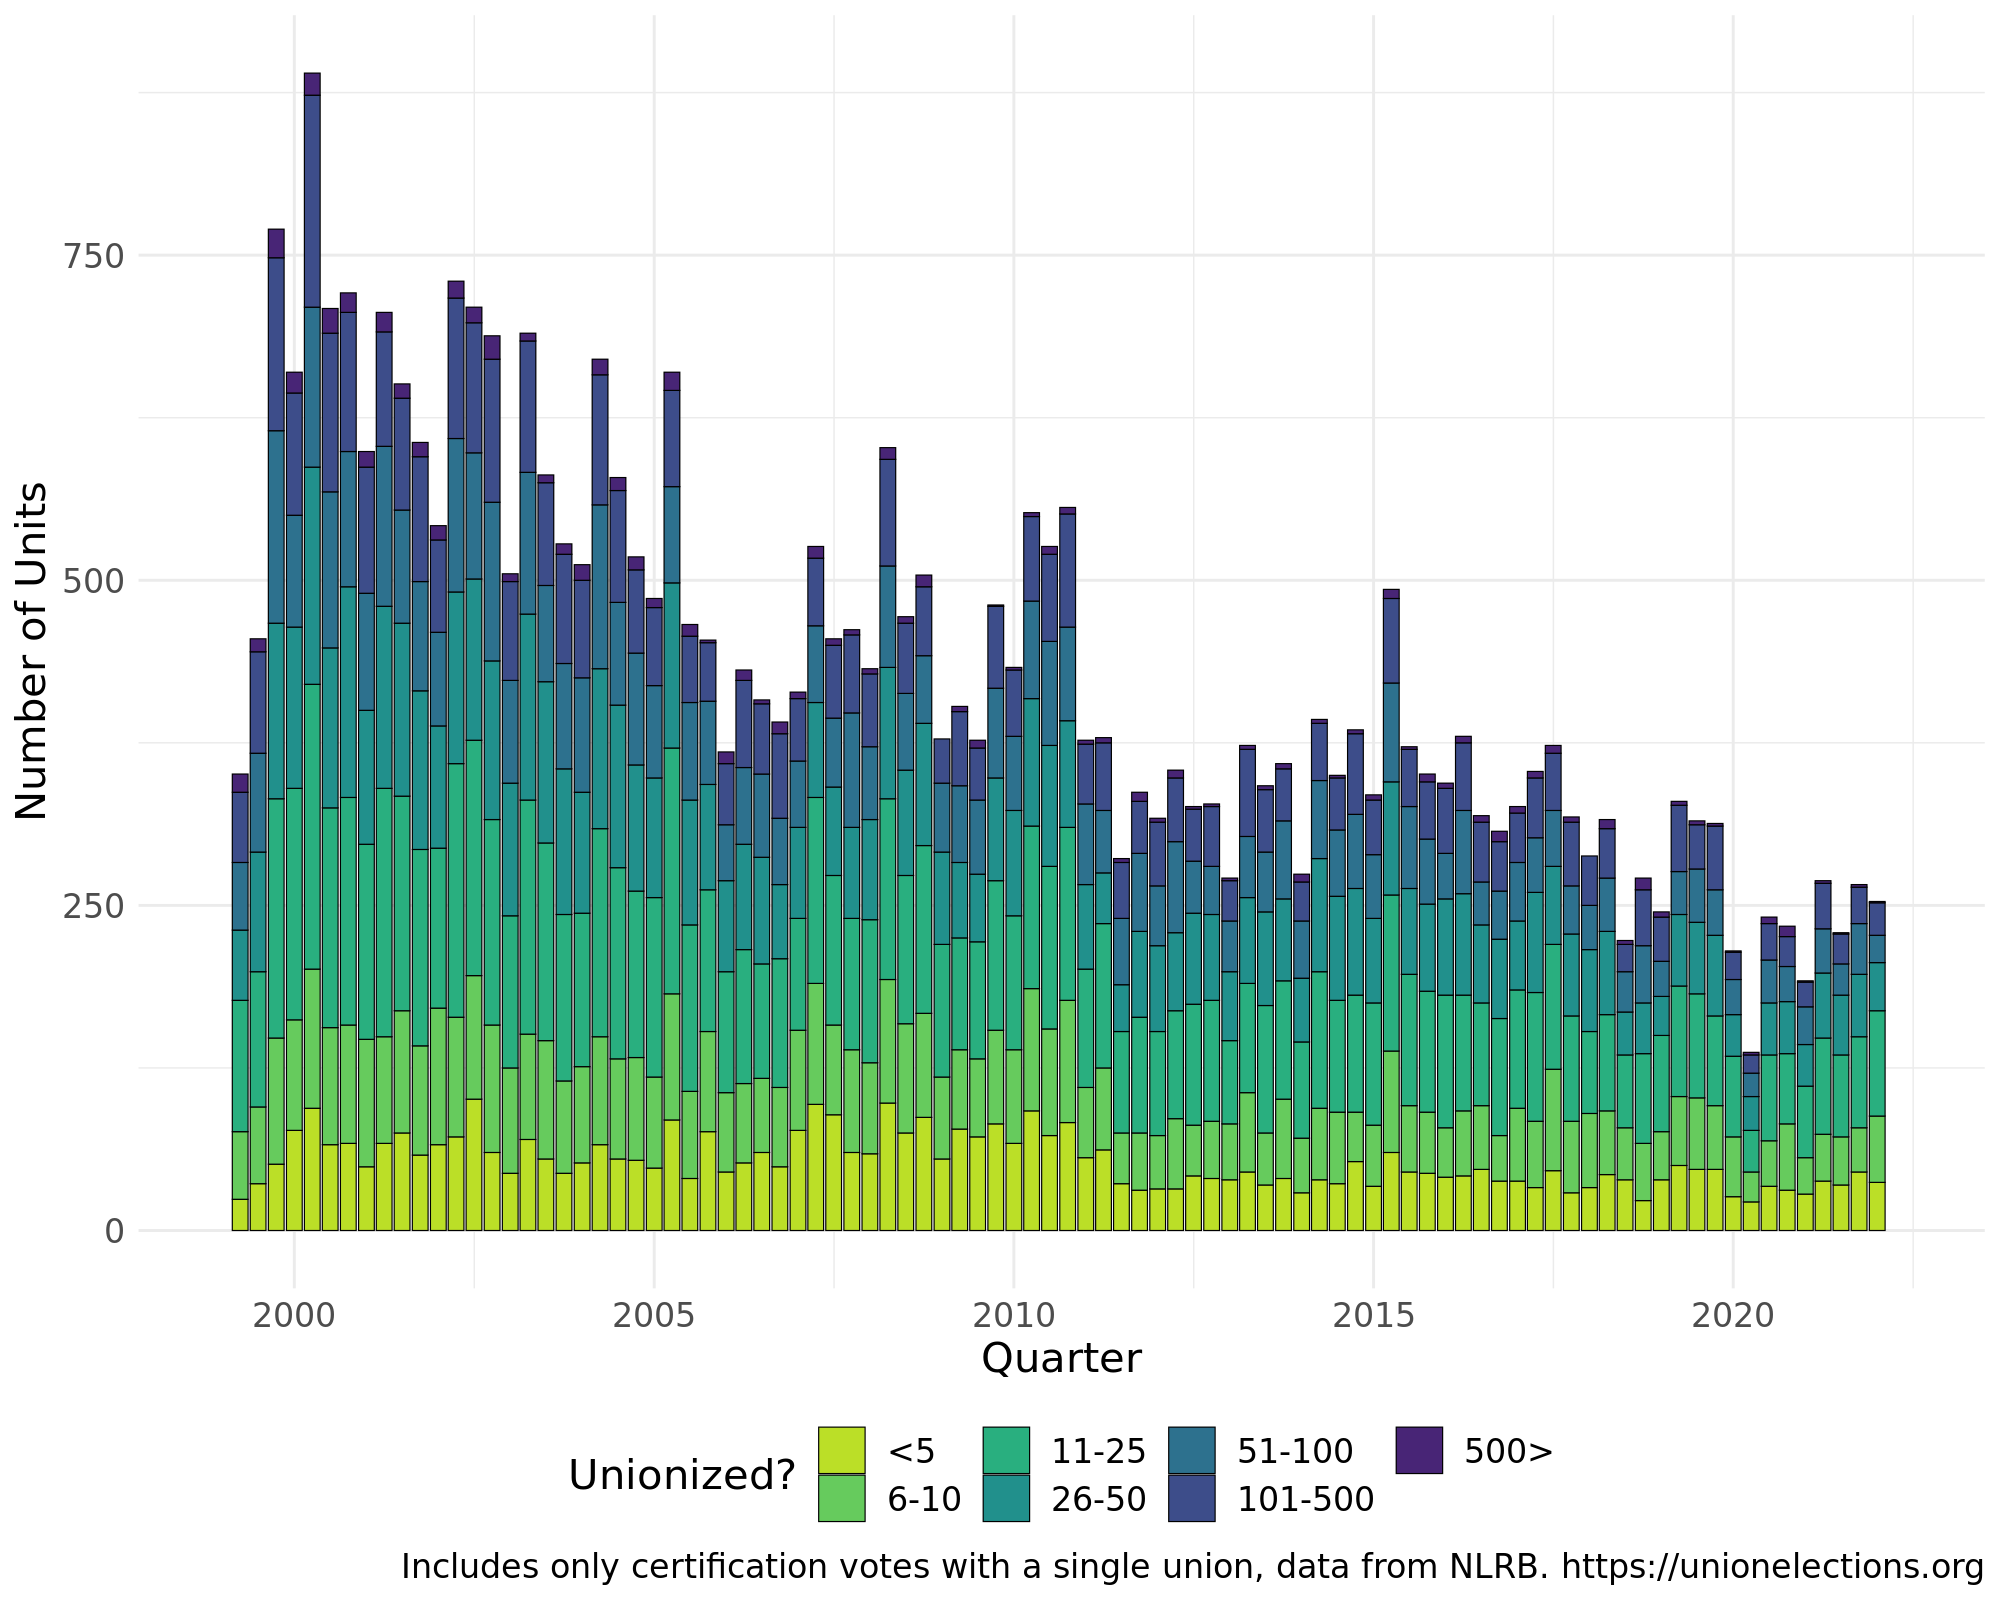 750
500
250
0
Number of Units
2000 2005 2010 2015 2020
Quarter
Unionized?
<5 11-25 51-100 500>
6-10 26-50 101-500
Includes only certification votes with a single union, data from NLRB. https://unionelections.org